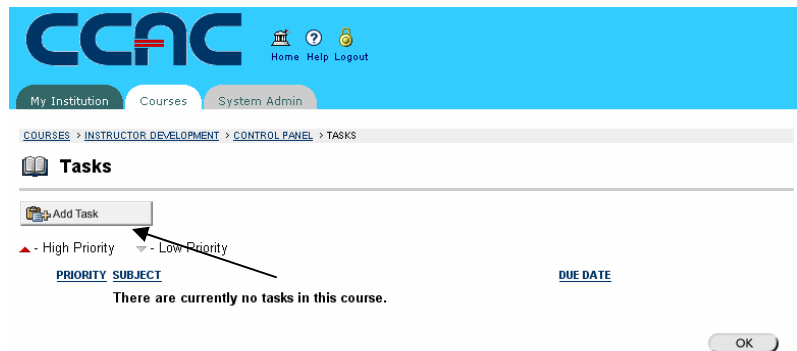 CCAC
Home Help Logout
My Institution Courses System Admin
COURSES > INSTRUCTOR DEVELOPMENT > CONTROL PANEL > TASKS
Tasks
Add Task
- High Priority - Low Priority
PRIORITY SUBJECT DUE DATE
There are currently no tasks in this course.
OK